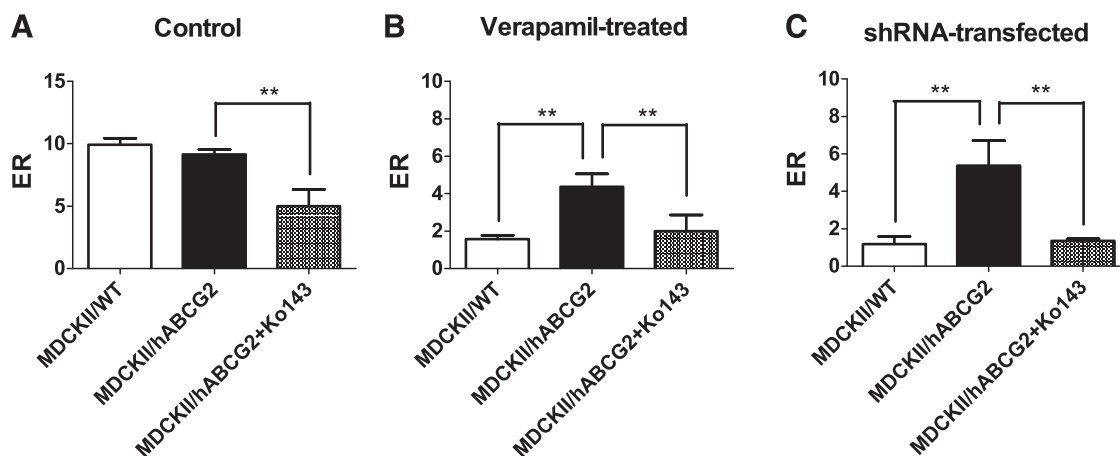 A
Control
ER
15
10
5
0
**
MDCKII/WT
MDCKII/hABCG2
MDCKII/hABCG2+Ko143
B
Verapamil-treated
ER
10
8
6
4
2
0
**
**
MDCKII/WT
MDCKII/hABCG2
MDCKII/hABCG2+Ko143
C
shRNA-transfected
ER
10
8
6
4
2
0
**
**
MDCKII/WT
MDCKII/hABCG2
MDCKII/hABCG2+Ko143